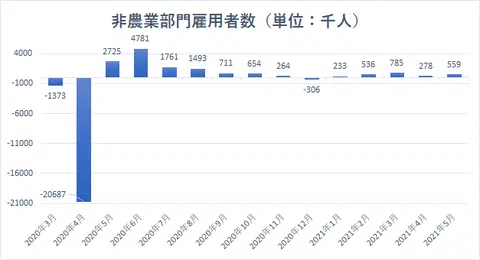 非農業部門雇用者数（単位：千人）
4000
-1000
-6000
-11000
-16000
-21000
-1373
-20687
2725
4781
1761
1493
711
654
264
-306
233
536
785
278
559
2020年3月
2020年4月
2020年5月
2020年6月
2020年7月
2020年8月
2020年9月
2020年10月
2020年11月
2020年12月
2021年1月
2021年2月
2021年3月
2021年4月
2021年5月